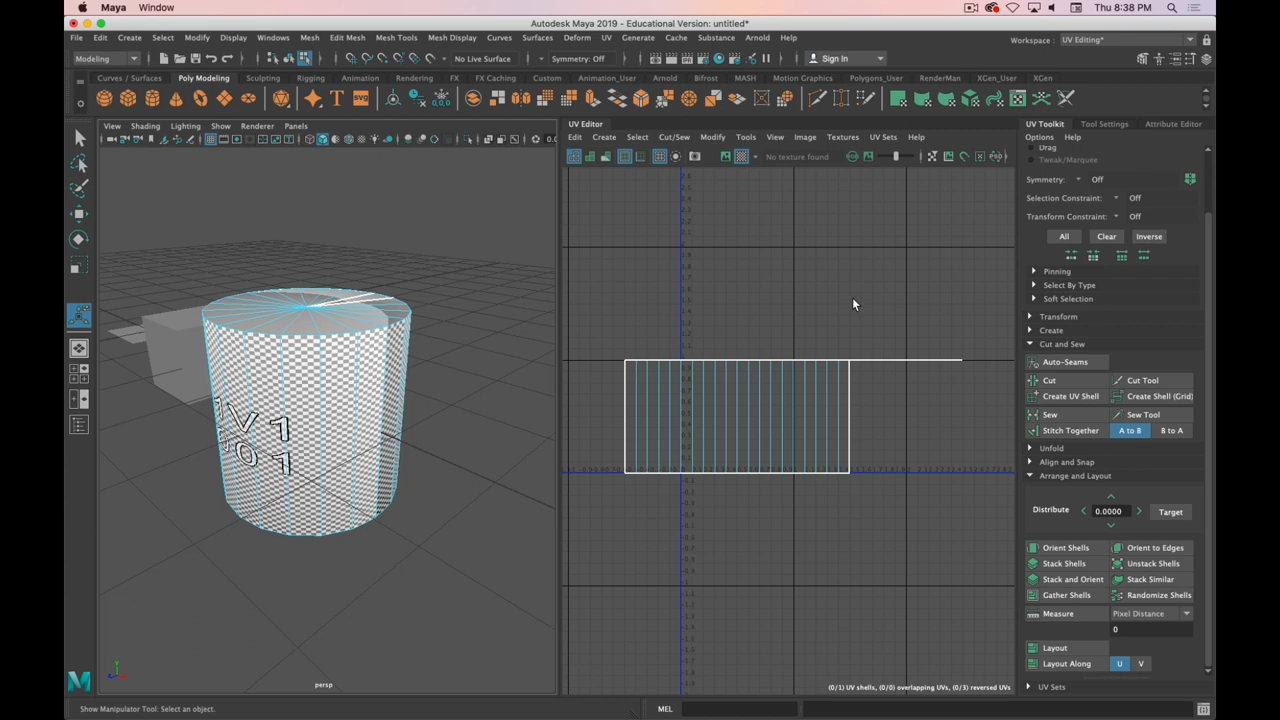 Maya Window Thu 8:38 PM
Autodesk Maya 2019 - Educational Version: untitled*
File Edit Create Select Modify Display Windows Mesh Edit Mesh Mesh Tools Mesh Display Curves Surfaces Deform UV Generate Cache Substance Arnold Help Workspace : UV Editing*
Modeling No Live Surface Symmetry: Off Sign In
Curves / Surfaces Poly Modeling Sculpting Rigging Animation Rendering FX FX Caching Custom Animation_User Arnold Bifrost MASH Motion Graphics Polygons_User RenderMan XGen_User XGen
View Shading Lighting Show Renderer Panels
UV Editor
Edit Create Select Cut/Sew Modify Tools View Image Textures UV Sets Help
No texture found
UV Toolkit Tool Settings Attribute Editor
Options Help
Drag
Tweak/Marquee
Symmetry: Off
Selection Constraint: Off
Transform Constraint: Off
All Clear Inverse
Pinning
Select By Type
Soft Selection
Transform
Create
Cut and Sew
Auto-Seams
Cut Cut Tool
Create UV Shell Create Shell (Grid)
Sew Sew Tool
Stitch Together A to B B to A
Unfold
Align and Snap
Arrange and Layout
Distribute 0.0000 Target
Orient Shells Orient to Edges
Stack Shells Unstack Shells
Stack and Orient Stack Similar
Gather Shells Randomize Shells
Measure Pixel Distance
0
Layout
Layout Along U V
UV Sets
persp
(0/1) UV shells, (0/0) overlapping UVs, (0/3) reversed UVs
Show Manipulator Tool: Select an object. MEL